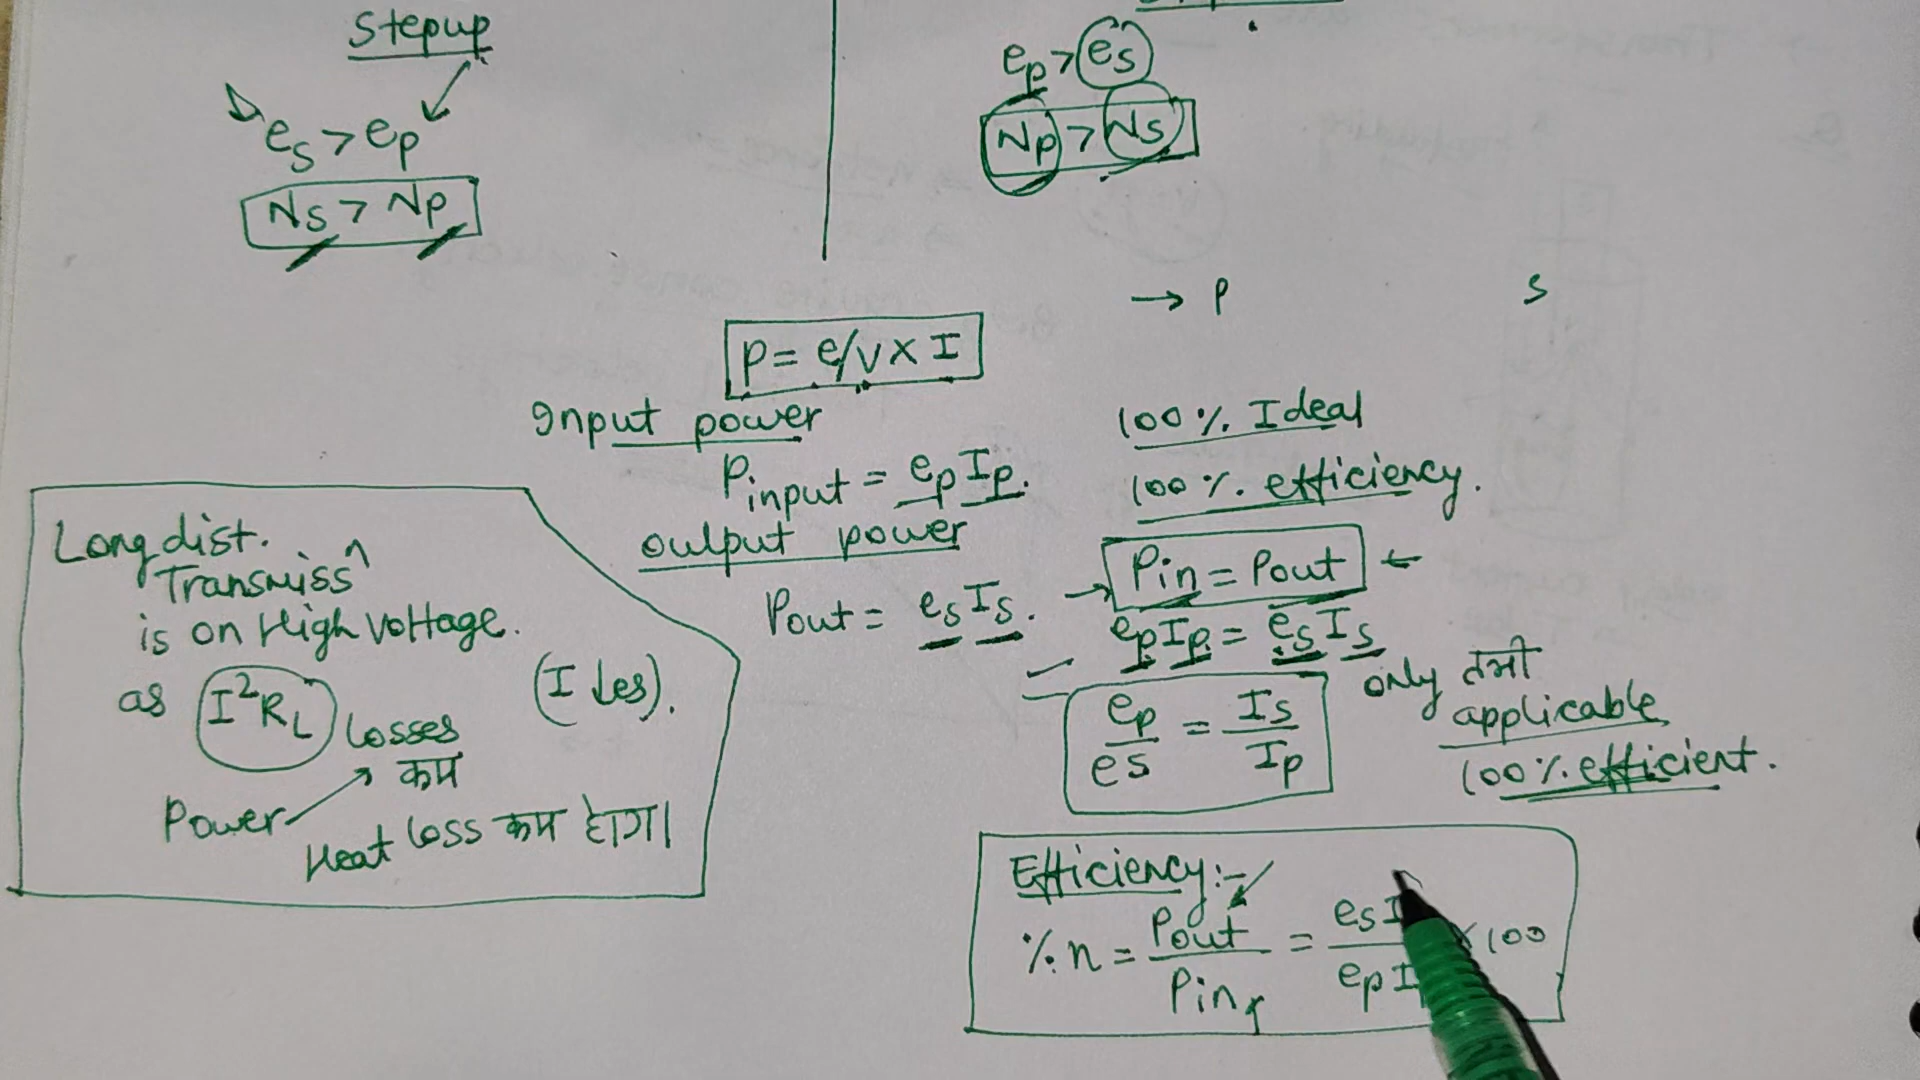 Stepup
es > ep
Ns > Np
ep > es
Np > Ns
→ P S
P = e/v × I
Input power
Pinput = ep Ip.
output power
Pout = es Is.
100 % Ideal
100 % efficiency.
Pin = Pout
ep Ip = es Is
ep/es = Is/Ip
only तभी
applicable
100 % efficient.
Long dist.
Transmiss^n
is on High voltage.
as I²RL losses (I ↓es).
कम
Power
Heat loss कम होगा।
Efficiency :-
% n = Pout/Pin = es I/ep I × 100